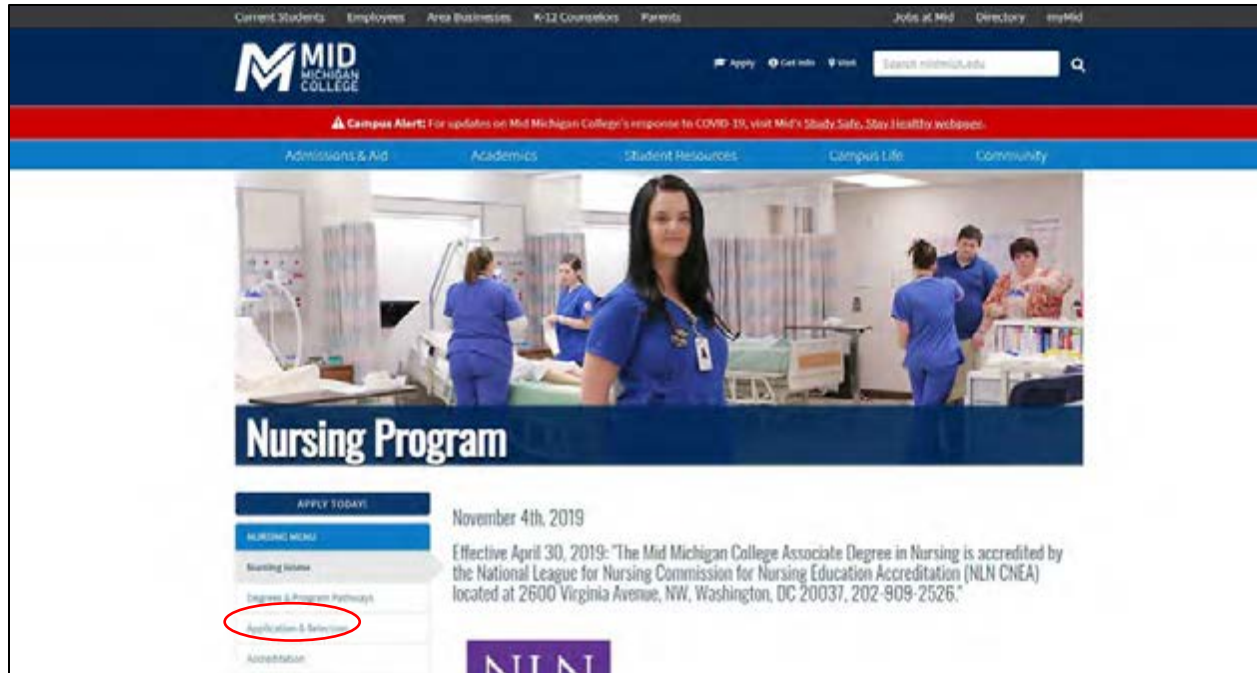 Current Students Employees Area Businesses K-12 Counselors Parents Jobs at Mid Directory myMid
MID
MICHIGAN
COLLEGE
Apply Get Info Visit Search midmich.edu
Campus Alert: For updates on Mid Michigan College's response to COVID-19, visit Mid's Study Safe, Stay Healthy webpage.
Admissions & Aid Academics Student Resources Campus Life Community
Nursing Program
APPLY TODAY!
NURSING MENU
Nursing Home
Degrees & Program Pathways
Application & Selection
Accreditation
November 4th, 2019
Effective April 30, 2019: "The Mid Michigan College Associate Degree in Nursing is accredited by
the National League for Nursing Commission for Nursing Education Accreditation (NLN CNEA)
located at 2600 Virginia Avenue, NW, Washington, DC 20037, 202-909-2526."
NLN